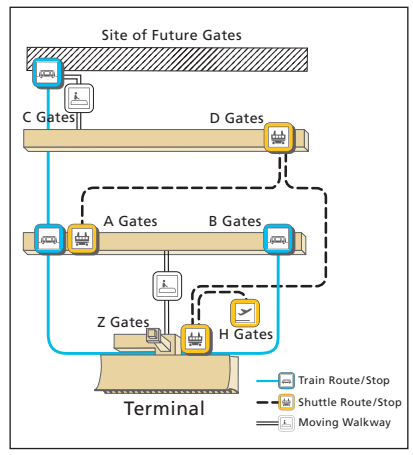 Site of Future Gates
C Gates
D Gates
A Gates
B Gates
Z Gates
H Gates
Terminal
Train Route/Stop
Shuttle Route/Stop
Moving Walkway